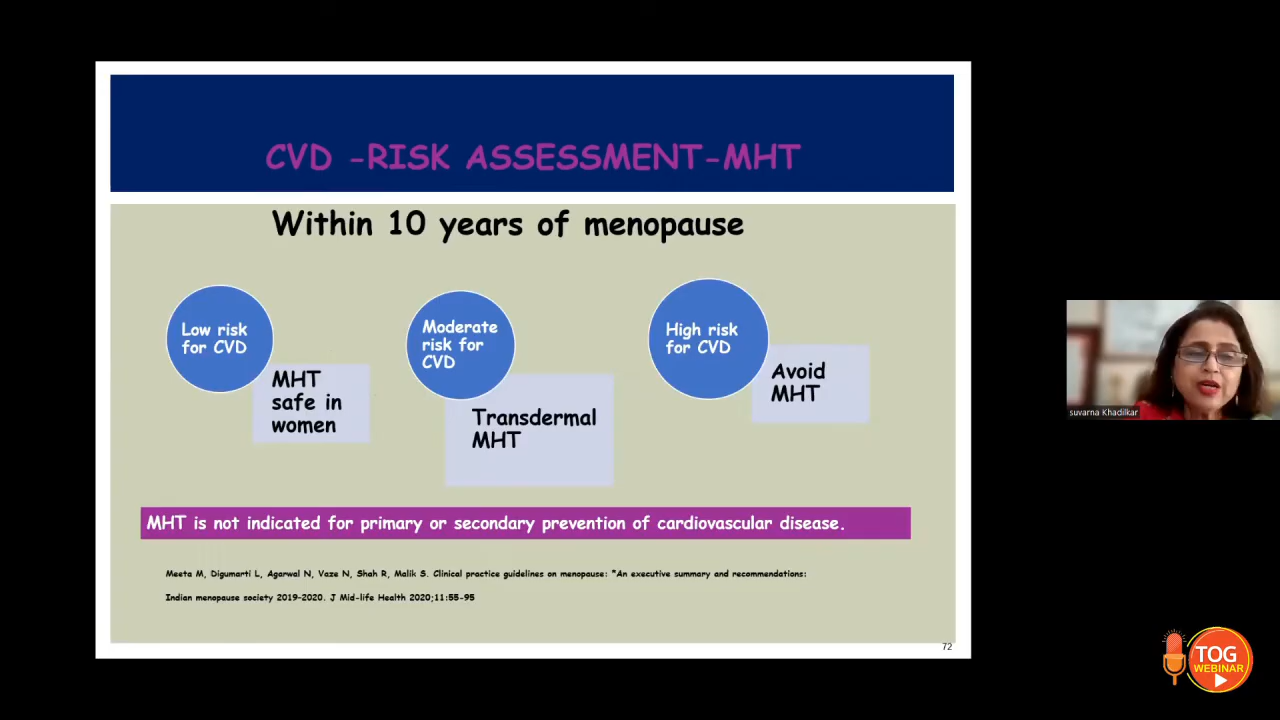 CVD -RISK ASSESSMENT-MHT
Within 10 years of menopause
Low risk
for CVD
MHT
safe in
women
Moderate
risk for
CVD
Transdermal
MHT
High risk
for CVD
Avoid
MHT
MHT is not indicated for primary or secondary prevention of cardiovascular disease.
Meeta M, Digumarti L, Agarwal N, Vaze N, Shah R, Malik S. Clinical practice guidelines on menopause: *An executive summary and recommendations:
Indian menopause society 2019-2020. J Mid-life Health 2020;11:55-95
72
suvarna Khadilkar
TOG
WEBINAR